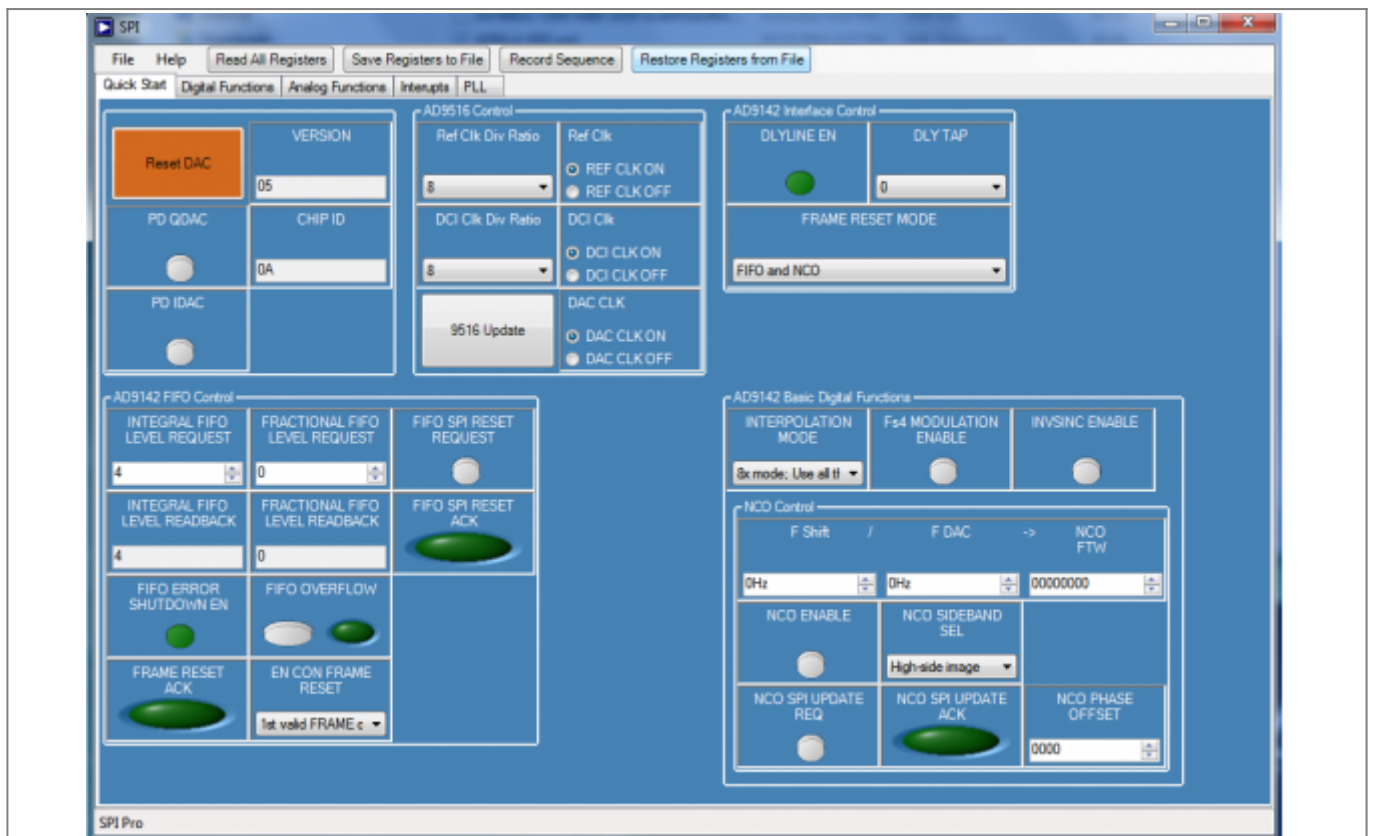 SPI
File Help Read All Registers Save Registers to File Record Sequence Restore Registers from File
Quick Start Digital Functions Analog Functions Interrupts PLL
Reset DAC
VERSION
05
PD QDAC
CHIP ID
0A
PD IDAC
AD9516 Control
Ref Clk Div Ratio
8
Ref Clk
REF CLK ON
REF CLK OFF
DCI Clk Div Ratio
8
DCI Clk
DCI CLK ON
DCI CLK OFF
9516 Update
DAC CLK
DAC CLK ON
DAC CLK OFF
AD9142 Interface Control
DLYLINE EN
DLY TAP
0
FRAME RESET MODE
FIFO and NCO
AD9142 FIFO Control
INTEGRAL FIFO
LEVEL REQUEST
4
FRACTIONAL FIFO
LEVEL REQUEST
0
FIFO SPI RESET
REQUEST
INTEGRAL FIFO
LEVEL READBACK
4
FRACTIONAL FIFO
LEVEL READBACK
0
FIFO SPI RESET
ACK
FIFO ERROR
SHUTDOWN EN
FIFO OVERFLOW
FRAME RESET
ACK
EN CON FRAME
RESET
1st valid FRAME c
AD9142 Basic Digital Functions
INTERPOLATION
MODE
8x mode; Use all tl
Fs4 MODULATION
ENABLE
INVSINC ENABLE
NCO Control
F Shift / F DAC -> NCO
FTW
0Hz
0Hz
00000000
NCO ENABLE
NCO SIDEBAND
SEL
High-side image
NCO SPI UPDATE
REQ
NCO SPI UPDATE
ACK
NCO PHASE
OFFSET
0000
SPI Pro